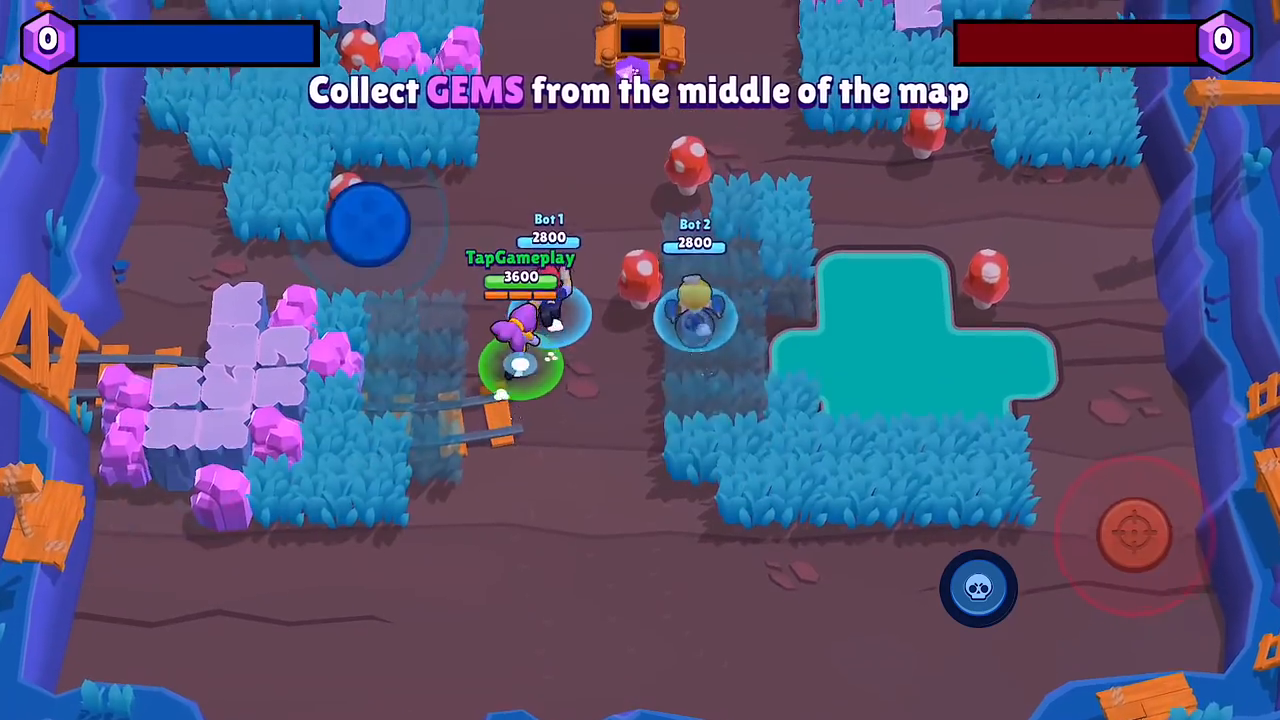 0
0
Collect GEMS from the middle of the map
Bot 1
2800
Bot 2
2800
TapGameplay
3600